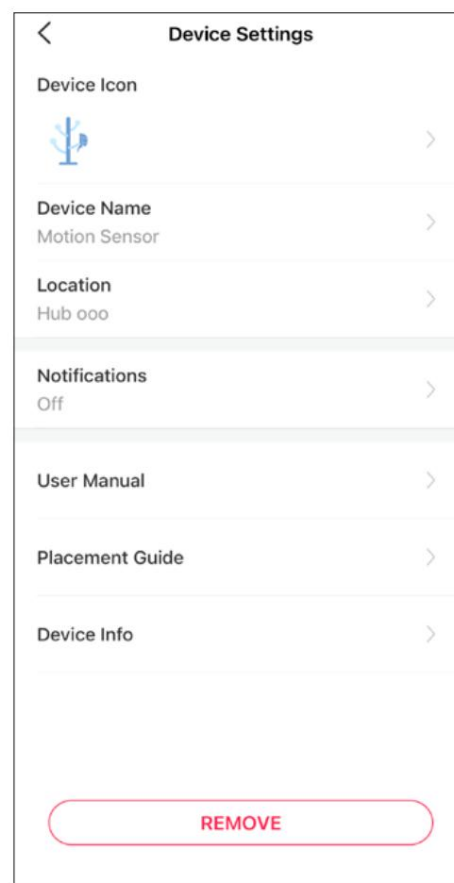 Device Settings
Device Icon
Device Name
Motion Sensor
Location
Hub ooo
Notifications
Off
User Manual
Placement Guide
Device Info
REMOVE